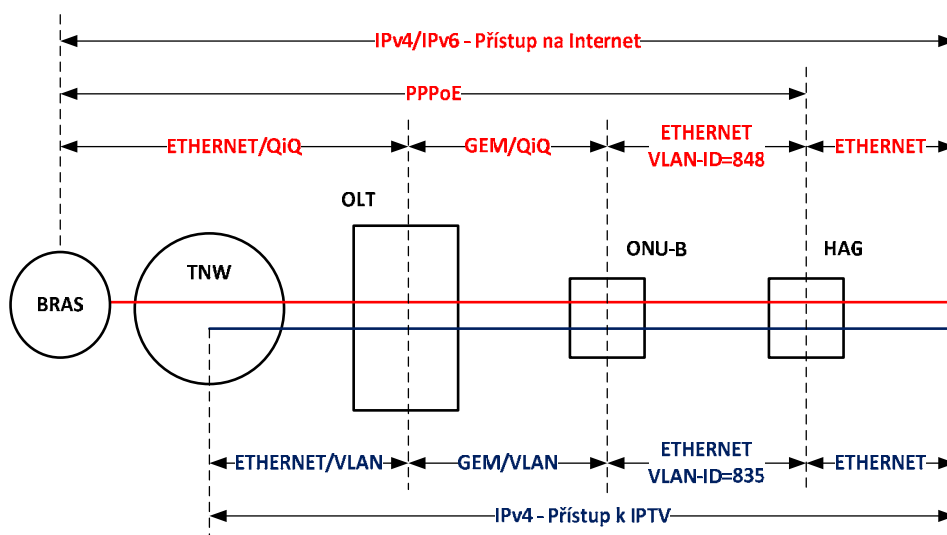 IPv4/IPv6 - Přístup na Internet
PPPoE
ETHERNET/QiQ
GEM/QiQ
ETHERNET
VLAN-ID=848
ETHERNET
OLT
TNW
ONU-B
HAG
BRAS
ETHERNET/VLAN
GEM/VLAN
ETHERNET
VLAN-ID=835
ETHERNET
IPv4 - Přístup k IPTV